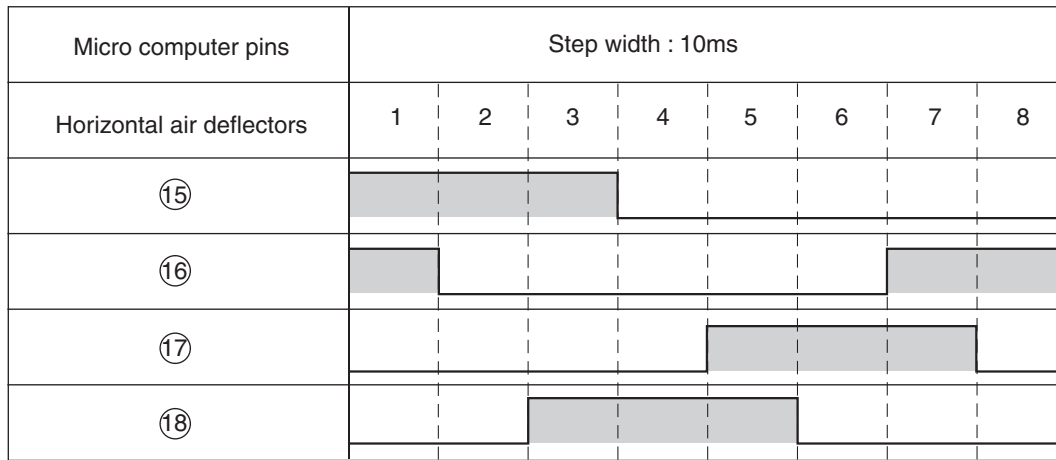 Micro computer pins Step width : 10ms
Horizontal air deflectors 1 2 3 4 5 6 7 8
⑮
⑯
⑰
⑱